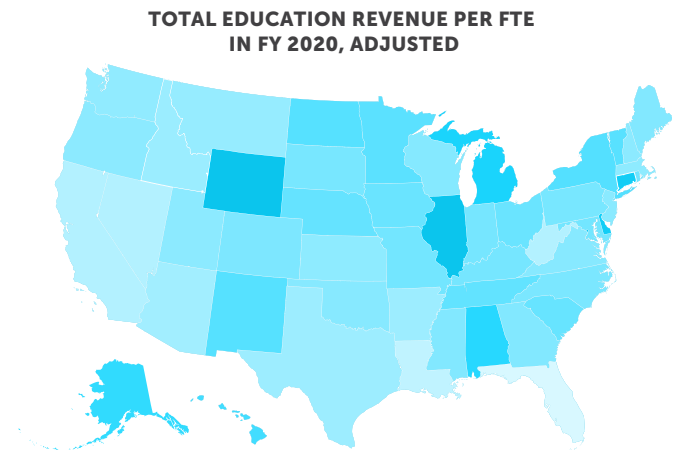 TOTAL EDUCATION REVENUE PER FTE
IN FY 2020, ADJUSTED